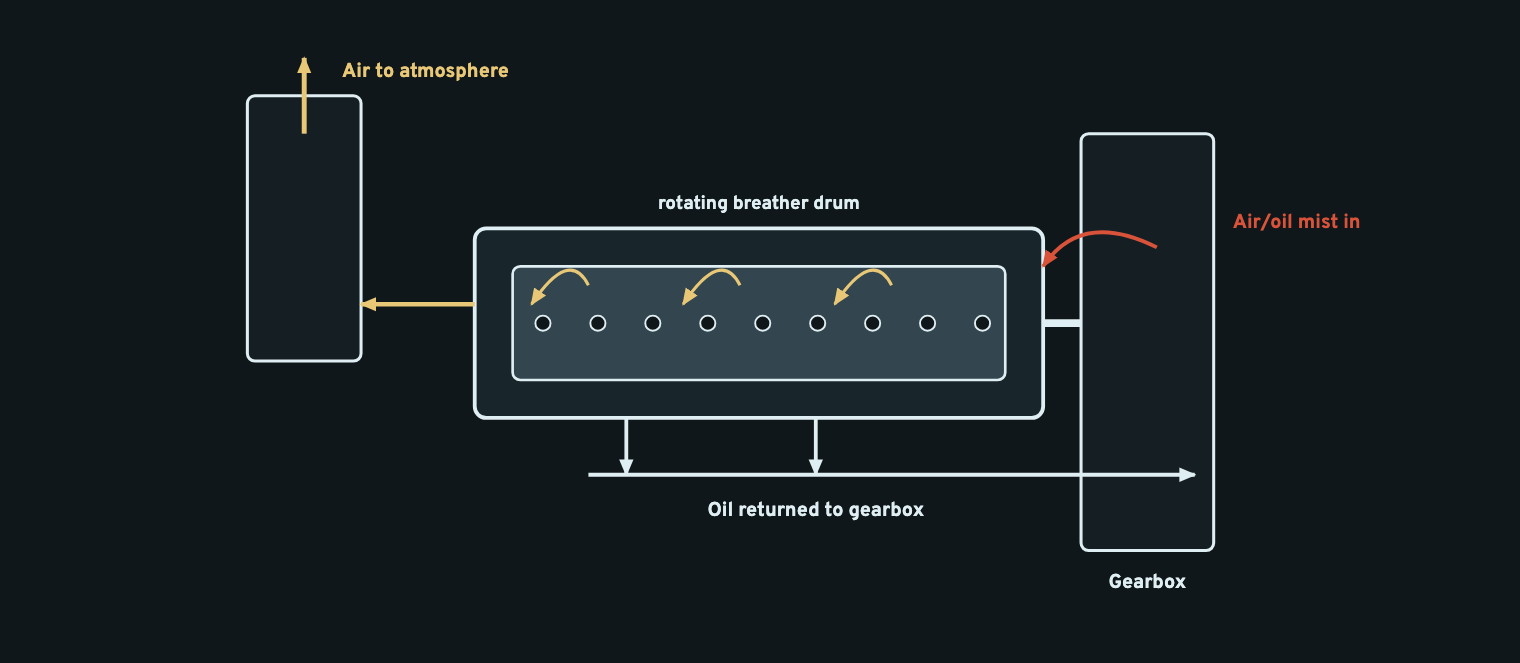 Air to atmosphere
rotating breather drum
Air/oil mist in
Oil returned to gearbox
Gearbox